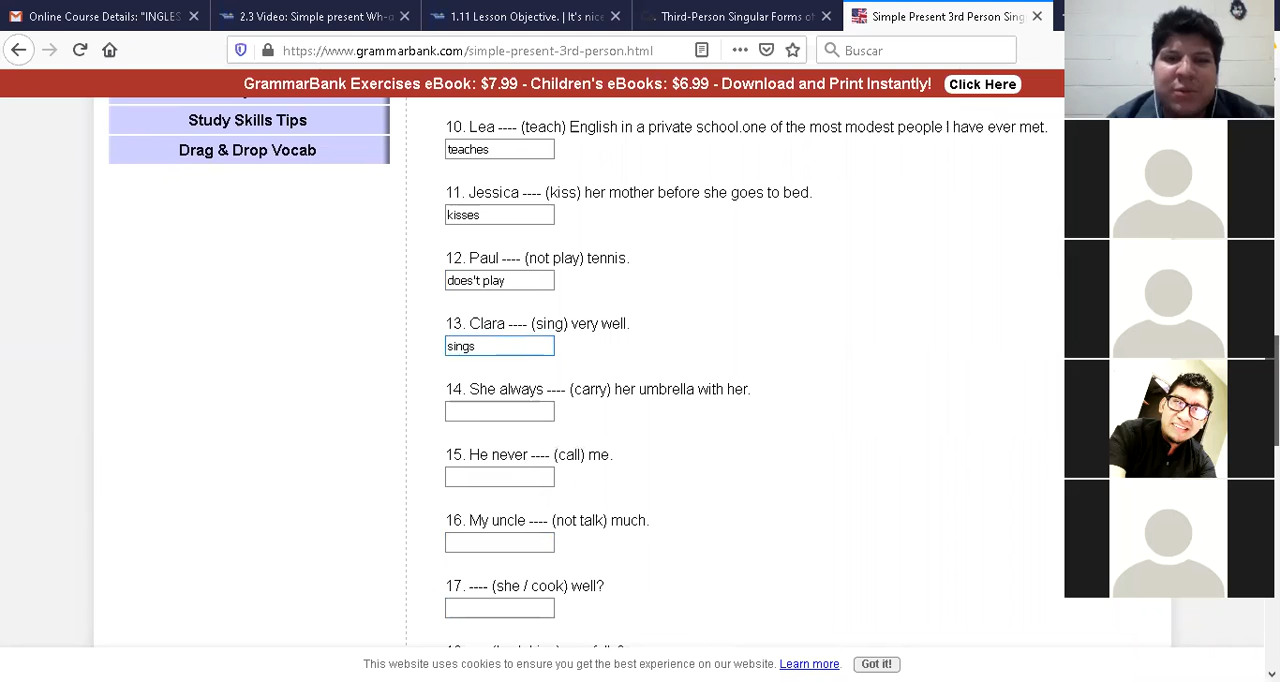 Online Course Details: "INGLES
2.3 Video: Simple present Wh-
1.11 Lesson Objective. | It's nice
Third-Person Singular Forms of
Simple Present 3rd Person Sing
https://www.grammarbank.com/simple-present-3rd-person.html
Buscar
GrammarBank Exercises eBook: $7.99 - Children's eBooks: $6.99 - Download and Print Instantly! Click Here
Study Skills Tips
Drag & Drop Vocab
10. Lea ---- (teach) English in a private school.one of the most modest people I have ever met.
teaches
11. Jessica ---- (kiss) her mother before she goes to bed.
kisses
12. Paul ---- (not play) tennis.
does't play
13. Clara ---- (sing) very well.
sings
14. She always ---- (carry) her umbrella with her.
15. He never ---- (call) me.
16. My uncle ---- (not talk) much.
17. ---- (she / cook) well?
This website uses cookies to ensure you get the best experience on our website. Learn more. Got it!